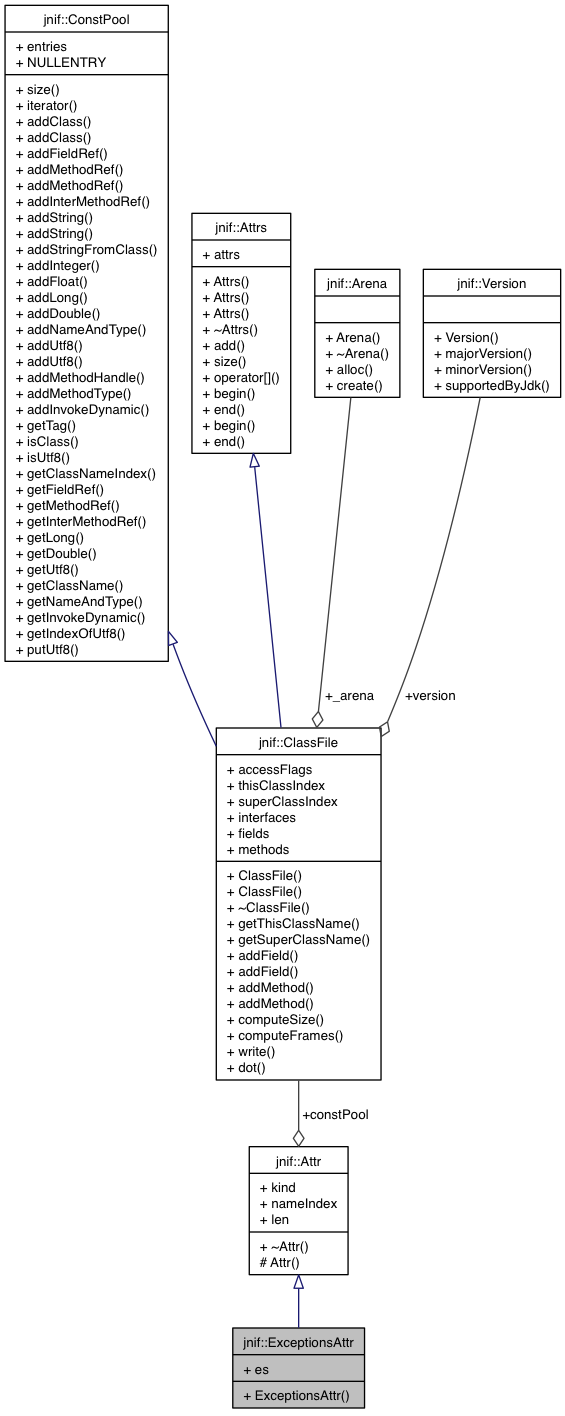 jnif::ConstPool
+ entries
+ NULLENTRY
+ size()
+ iterator()
+ addClass()
+ addClass()
+ addFieldRef()
+ addMethodRef()
+ addMethodRef()
+ addInterMethodRef()
+ addString()
+ addString()
+ addStringFromClass()
+ addInteger()
+ addFloat()
+ addLong()
+ addDouble()
+ addNameAndType()
+ addUtf8()
+ addUtf8()
+ addMethodHandle()
+ addMethodType()
+ addInvokeDynamic()
+ getTag()
+ isClass()
+ isUtf8()
+ getClassNameIndex()
+ getFieldRef()
+ getMethodRef()
+ getInterMethodRef()
+ getLong()
+ getDouble()
+ getUtf8()
+ getClassName()
+ getNameAndType()
+ getInvokeDynamic()
+ getIndexOfUtf8()
+ putUtf8()
jnif::Attrs
+ attrs
+ Attrs()
+ Attrs()
+ Attrs()
+ ~Attrs()
+ add()
+ size()
+ operator[]()
+ begin()
+ end()
+ begin()
+ end()
jnif::Arena
+ Arena()
+ ~Arena()
+ alloc()
+ create()
jnif::Version
+ Version()
+ majorVersion()
+ minorVersion()
+ supportedByJdk()
+_arena
+version
jnif::ClassFile
+ accessFlags
+ thisClassIndex
+ superClassIndex
+ interfaces
+ fields
+ methods
+ ClassFile()
+ ClassFile()
+ ~ClassFile()
+ getThisClassName()
+ getSuperClassName()
+ addField()
+ addField()
+ addMethod()
+ addMethod()
+ computeSize()
+ computeFrames()
+ write()
+ dot()
+constPool
jnif::Attr
+ kind
+ nameIndex
+ len
+ ~Attr()
# Attr()
jnif::ExceptionsAttr
+ es
+ ExceptionsAttr()